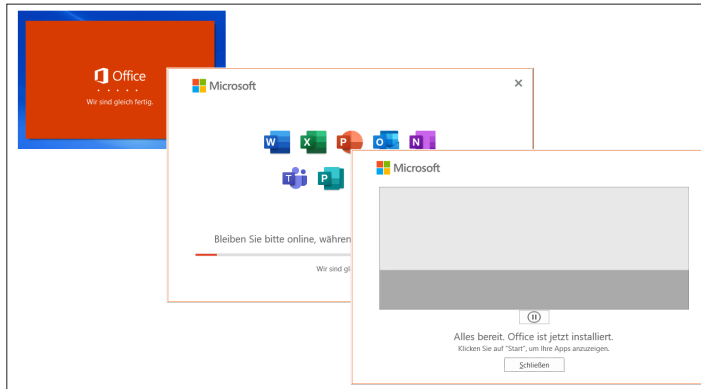 Office
Wir sind gleich fertig.
Microsoft
W X P O N
T P
Bleiben Sie bitte online, währen
Wir sind gl
Microsoft
Alles bereit. Office ist jetzt installiert.
Klicken Sie auf "Start", um Ihre Apps anzuzeigen.
Schließen